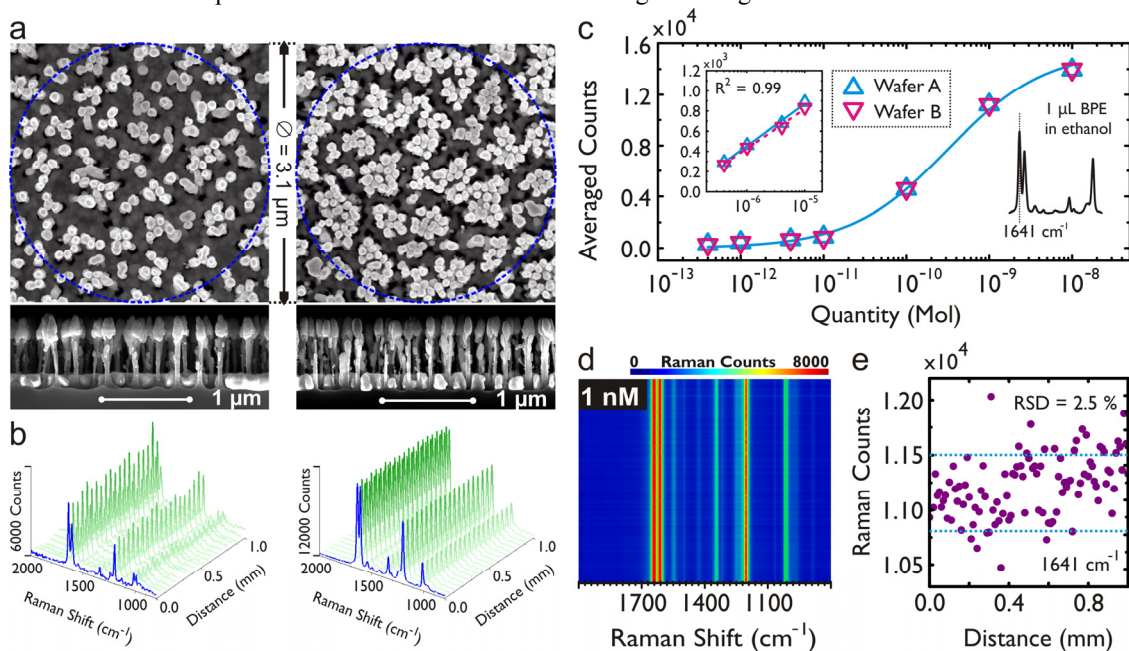 a
Ø = 3.1 µm
1 µm
1 µm
b
6000 Counts
2000
1500
1000
Raman Shift (cm⁻¹)
0.0
0.5
1.0
Distance (mm)
12000 Counts
2000
1500
1000
Raman Shift (cm⁻¹)
0.0
0.5
1.0
Distance (mm)
c
x10⁴
Averaged Counts
1.6
1.2
0.8
0.4
0.0
x10³
1.2
1.0
0.8
0.6
0.4
0.2
0.0
R² = 0.99
10⁻⁶
10⁻⁵
Wafer A
Wafer B
1 µL BPE
in ethanol
1641 cm⁻¹
10⁻¹³
10⁻¹²
10⁻¹¹
10⁻¹⁰
10⁻⁹
10⁻⁸
Quantity (Mol)
d
0 Raman Counts 8000
1 nM
1700 1400 1100
Raman Shift (cm⁻¹)
e
x10⁴
Raman Counts
1.20
1.15
1.10
1.05
RSD = 2.5 %
1641 cm⁻¹
0.0 0.4 0.8
Distance (mm)